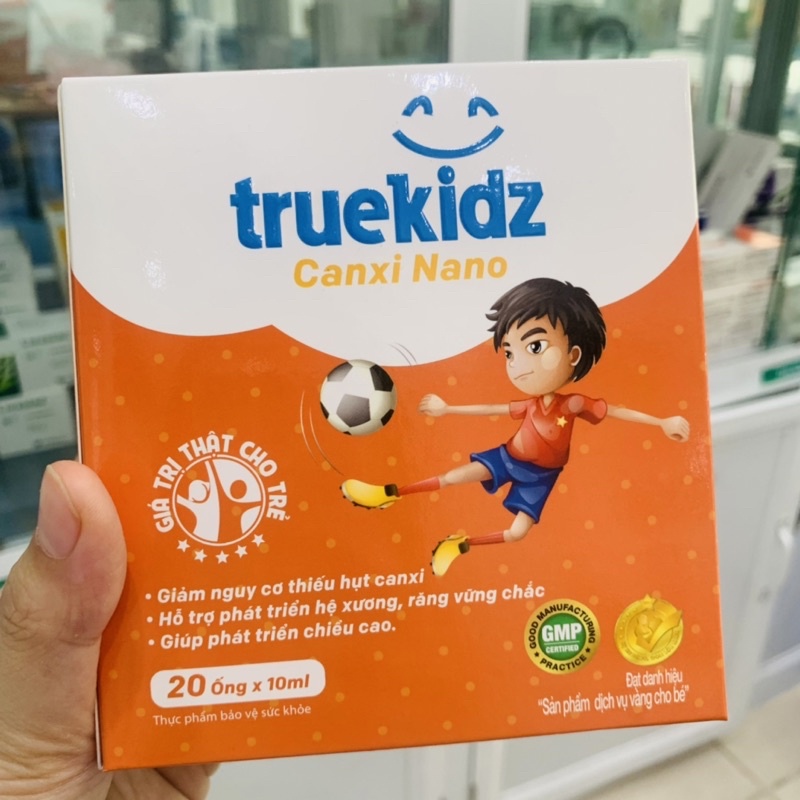 truekidz
Canxi Nano
GIÁ TRỊ THẬT CHO TRẺ
• Giảm nguy cơ thiếu hụt canxi
• Hỗ trợ phát triển hệ xương, răng vững chắc
• Giúp phát triển chiều cao.
GOOD MANUFACTURING
GMP
CERTIFIED
PRACTICE
20 Ống x 10ml
Thực phẩm bảo vệ sức khỏe
Đạt danh hiệu
"Sản phẩm dịch vụ vàng cho bé"